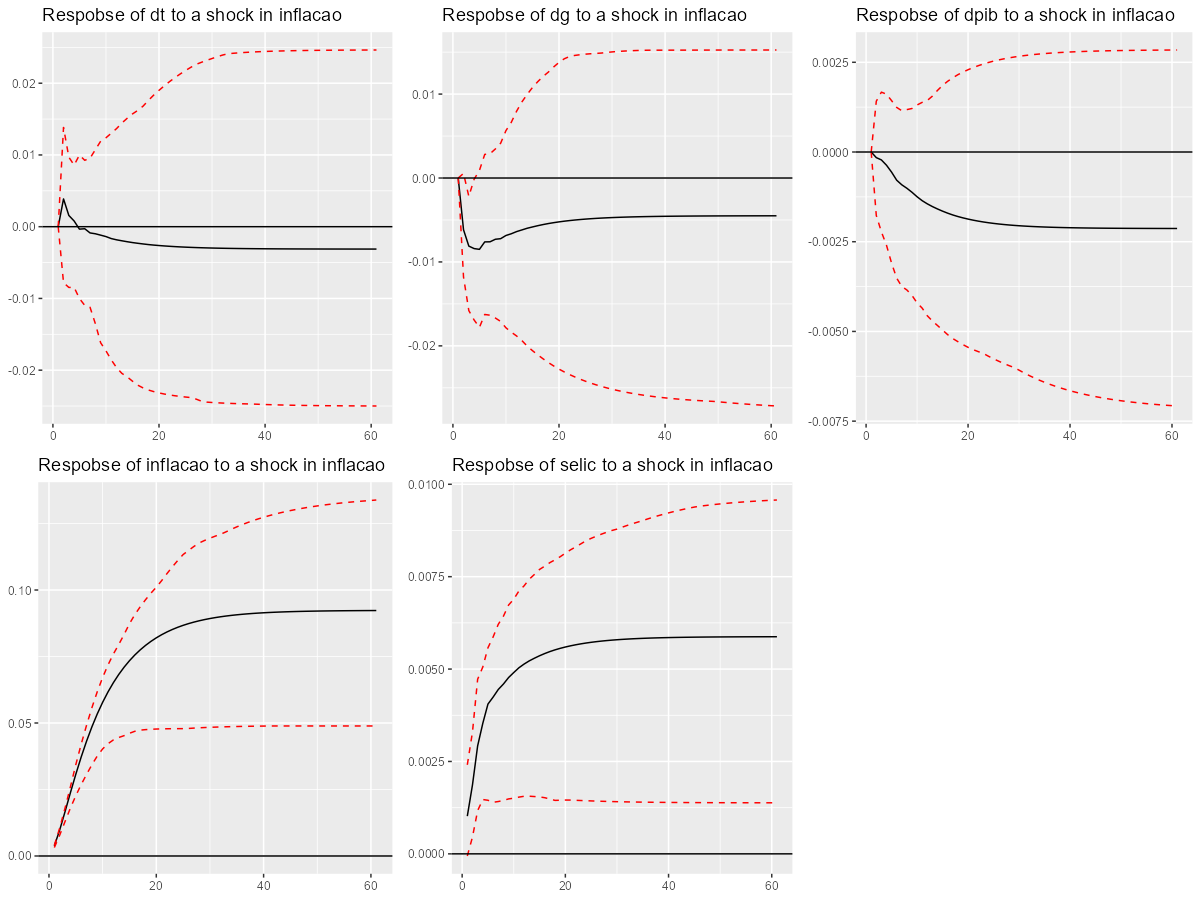 Respobse of dt to a shock in inflacao
0.02
0.01
0.00
-0.01
-0.02
0 20 40 60
Respobse of dg to a shock in inflacao
0.01
0.00
-0.01
-0.02
0 20 40 60
Respobse of dpib to a shock in inflacao
0.0025
0.0000
-0.0025
-0.0050
-0.0075
0 20 40 60
Respobse of inflacao to a shock in inflacao
0.10
0.05
0.00
0 20 40 60
Respobse of selic to a shock in inflacao
0.0100
0.0075
0.0050
0.0025
0.0000
0 20 40 60